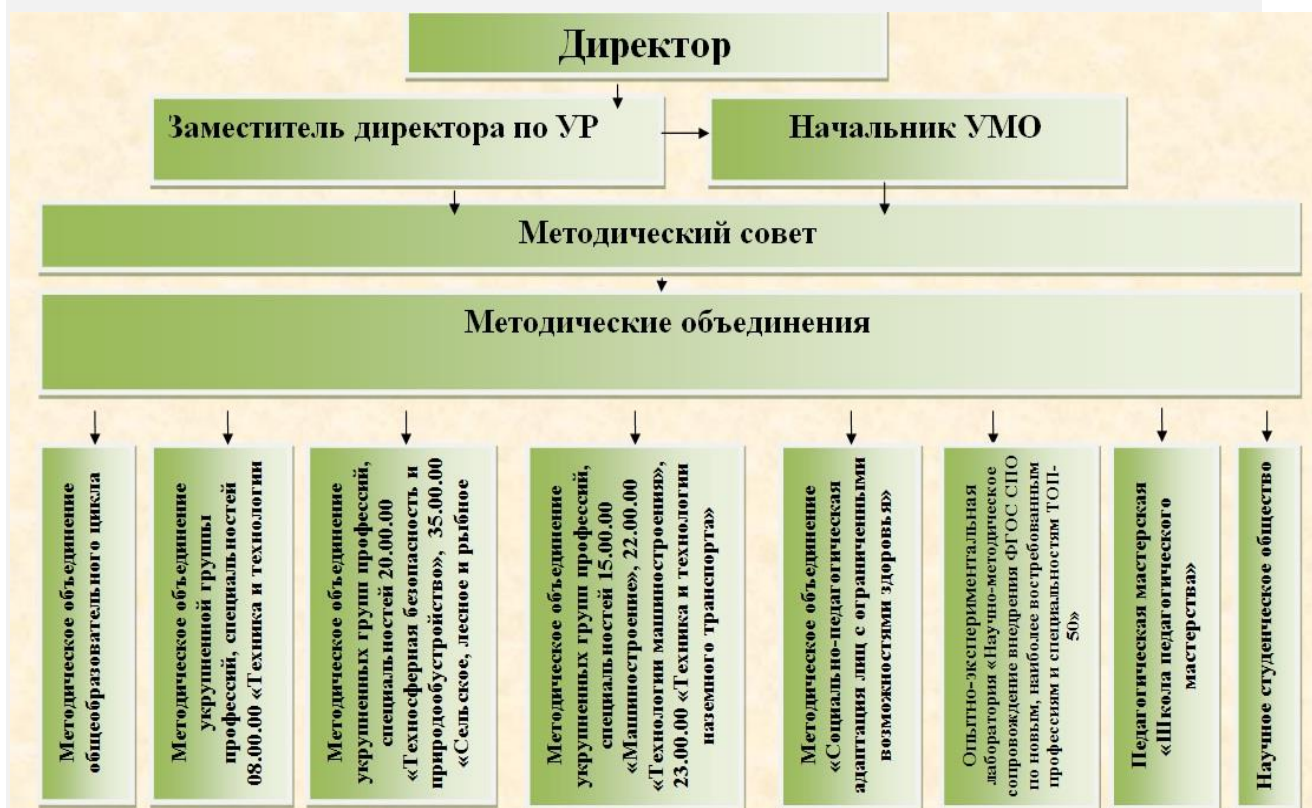 Директор
Заместитель директора по УР
Начальник УМО
Методический совет
Методические объединения
Методическое объединение
общеобразовательного цикла
Методическое объединение
укрупненной группы
профессий, специальностей
08.00.00 «Техника и технологии
Методическое объединение
укрупненных групп профессий,
специальностей 20.00.00
«Техносферная безопасность и
природообустройство», 35.00.00
«Сельское, лесное и рыбное
Методическое объединение
укрупненных групп профессий,
специальностей 15.00.00
«Машиностроение», 22.00.00
«Технологии машиностроения»,
23.00.00 «Техника и технологии
наземного транспорта»
Методическое объединение
«Социально-педагогическая
адаптация лиц с ограниченными
возможностями здоровья»
Опытно-экспериментальная
лаборатория «Научно-методическое
сопровождение внедрения ФГОС СПО
по новым, наиболее востребованным
профессиям и специальностям ТОП-
50»
Педагогическая мастерская
«Школа педагогического
мастерства»
Научное студенческое общество